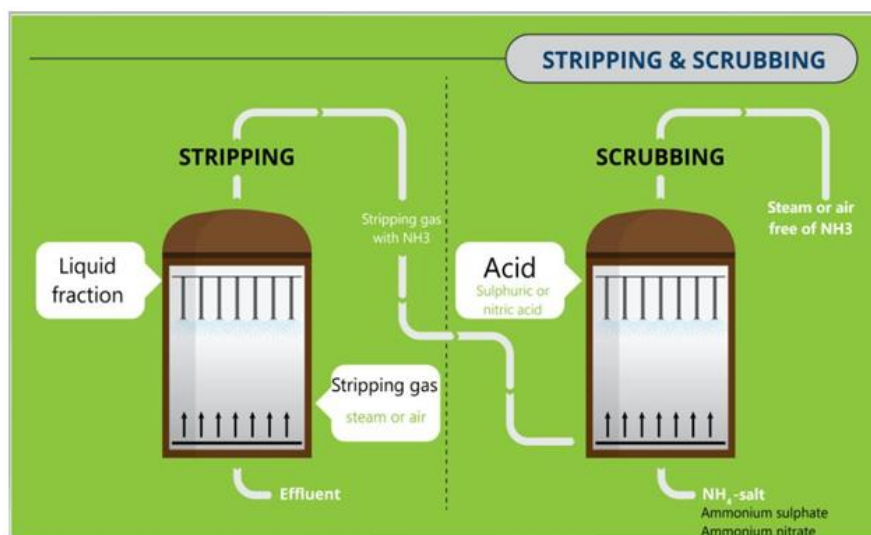 STRIPPING & SCRUBBING
STRIPPING
SCRUBBING
Stripping gas
with NH3
Steam or air
free of NH3
Liquid
fraction
Acid
Sulphuric or
nitric acid
Stripping gas
steam or air
Effluent
NH₄-salt
Ammonium sulphate
Ammonium nitrate